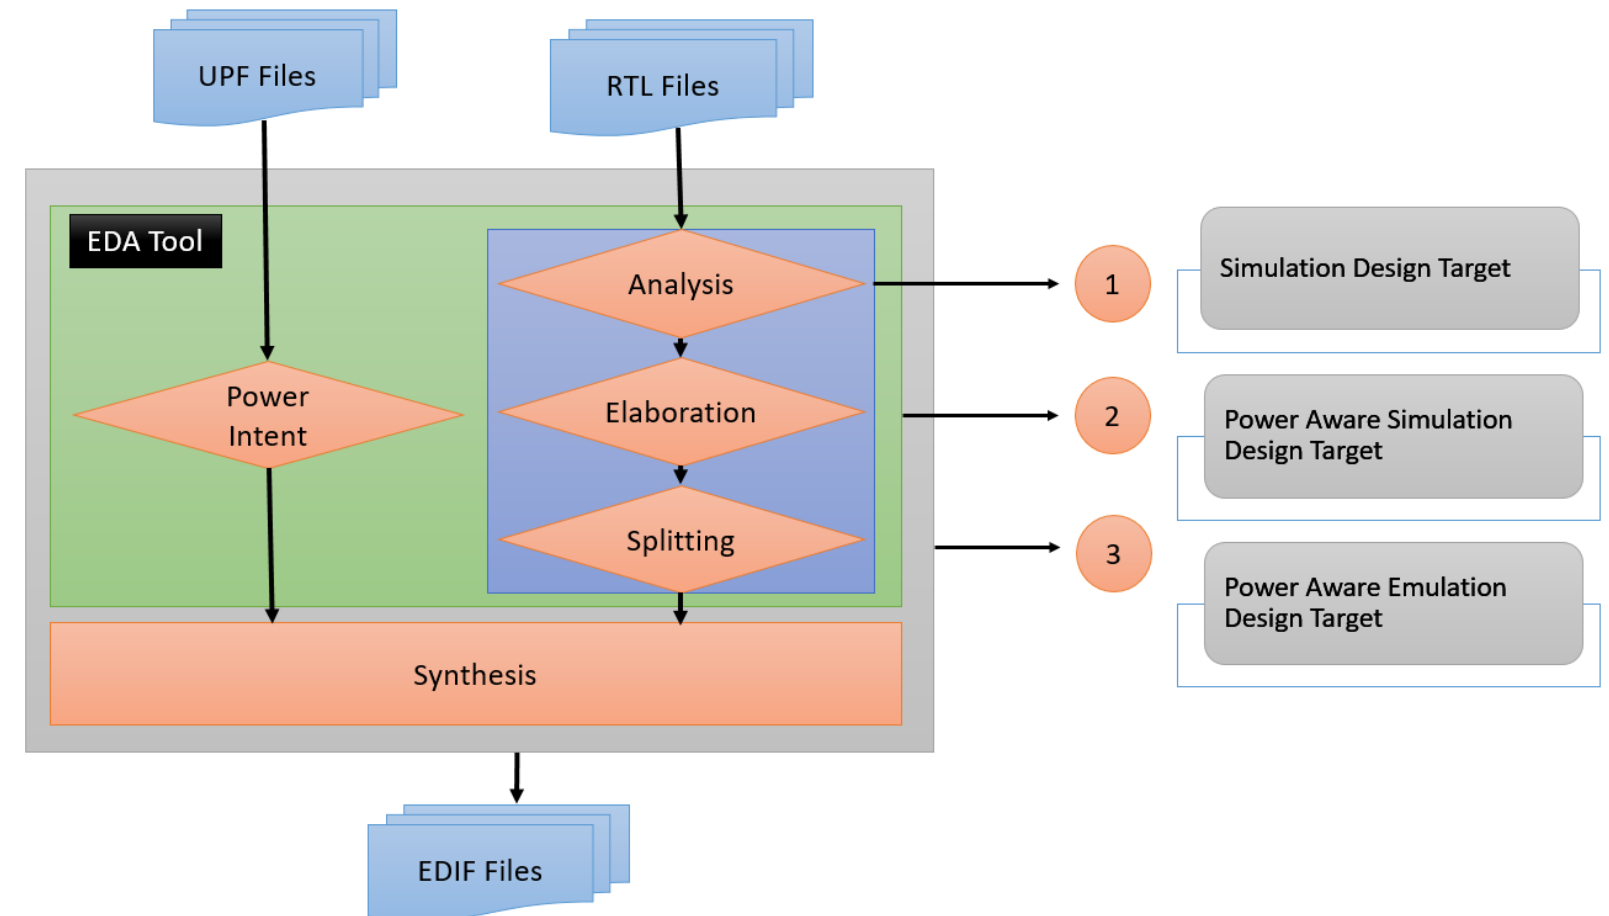 UPF Files
RTL Files
EDA Tool
Analysis
1
Simulation Design Target
Power
Intent
Elaboration
2
Power Aware Simulation
Design Target
Splitting
3
Power Aware Emulation
Design Target
Synthesis
EDIF Files